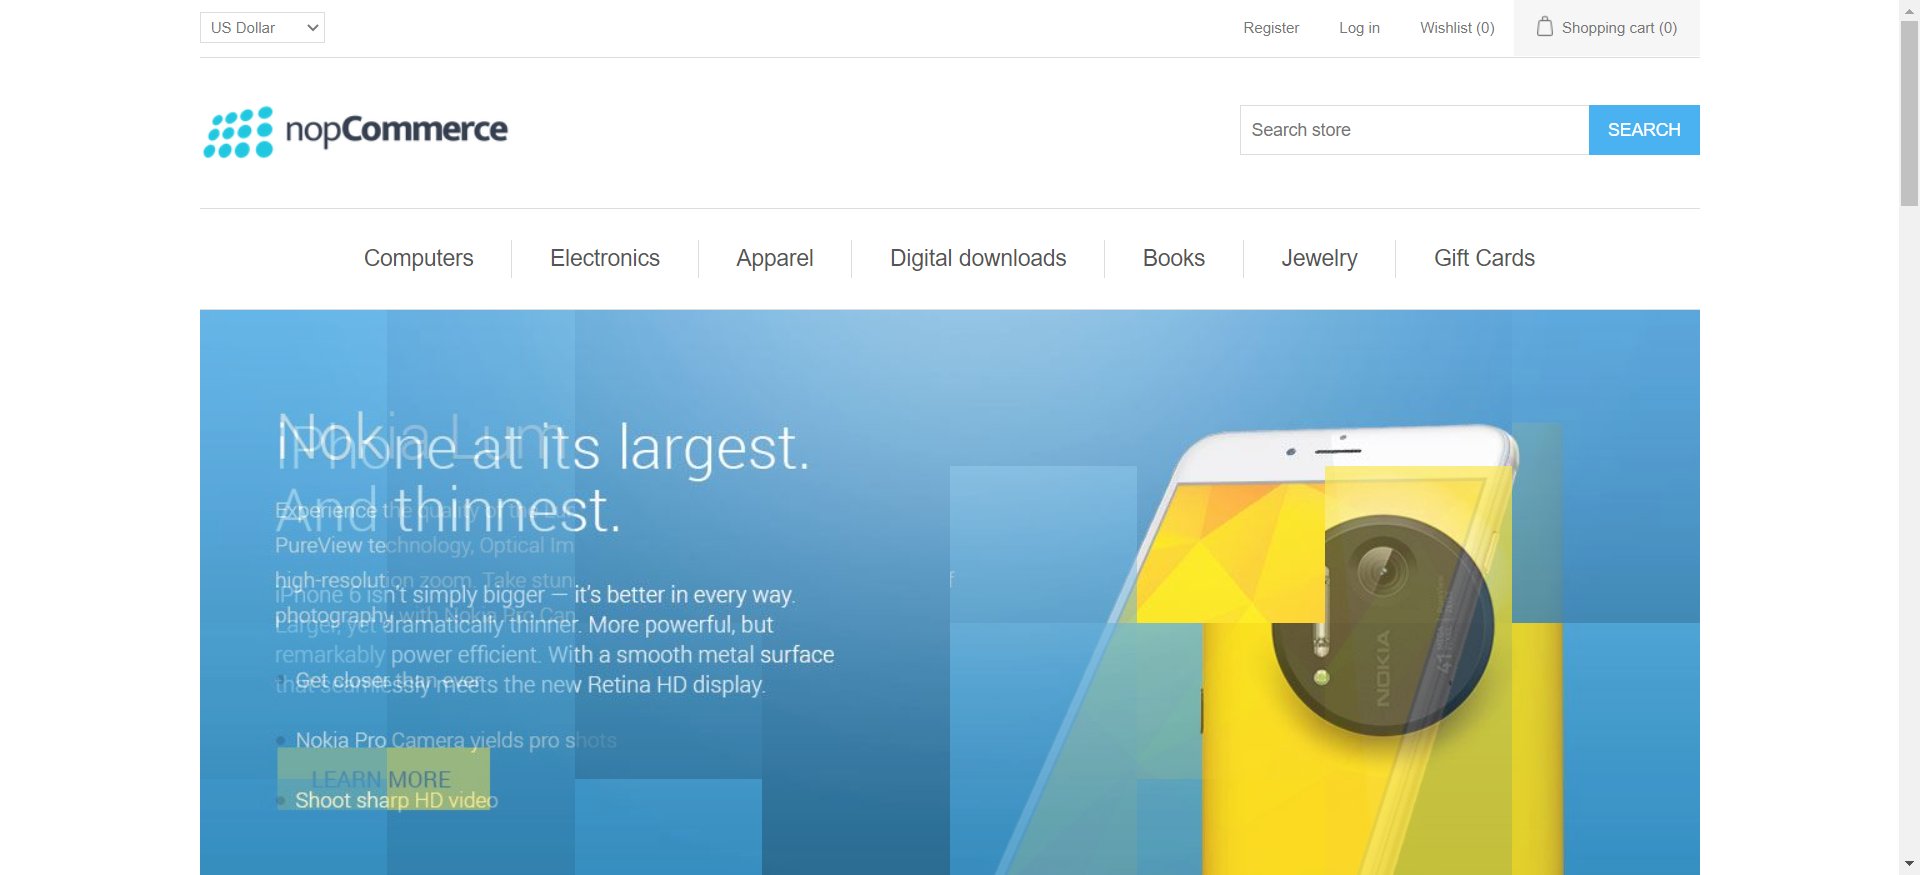 US Dollar
Register
Log in
Wishlist (0)
Shopping cart (0)
nopCommerce
Search store
SEARCH
Computers
Electronics
Apparel
Digital downloads
Books
Jewelry
Gift Cards
Nokia Lum
iPhone at its largest.
And thinnest.
Experience the quality of the Lum
PureView technology, Optical Im
high-resolution zoom. Take stun
photography with Nokia Pro Cam
iPhone 6 isn't simply bigger — it's better in every way.
Larger, yet dramatically thinner. More powerful, but
remarkably power efficient. With a smooth metal surface
that seamlessly meets the new Retina HD display.
Get closer than ever
Nokia Pro Camera yields pro shots
LEARN MORE
Shoot sharp HD video
NOKIA